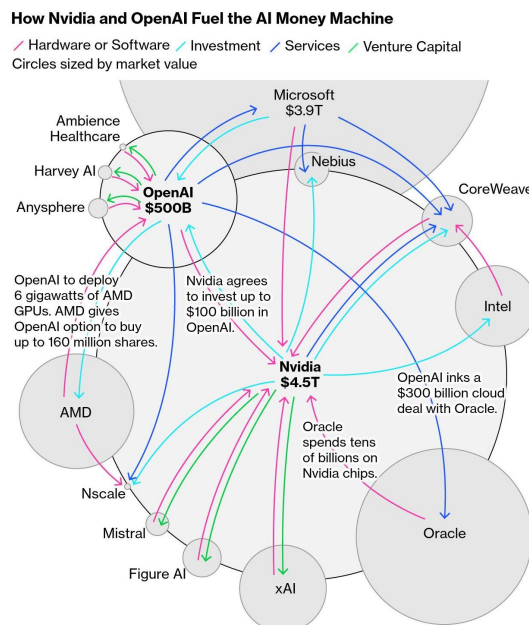 How Nvidia and OpenAI Fuel the AI Money Machine
Hardware or Software Investment Services Venture Capital
Circles sized by market value
Microsoft
$3.9T
Ambience
Healthcare
Harvey AI
Anysphere
OpenAI
$500B
Nebius
CoreWeave
OpenAI to deploy
6 gigawatts of AMD
GPUs. AMD gives
OpenAI option to buy
up to 160 million shares.
Nvidia agrees
to invest up to
$100 billion in
OpenAI.
Intel
Nvidia
$4.5T
OpenAI inks a
$300 billion cloud
deal with Oracle.
AMD
Oracle
spends tens
of billions on
Nvidia chips.
Nscale
Mistral
Oracle
Figure AI
xAI